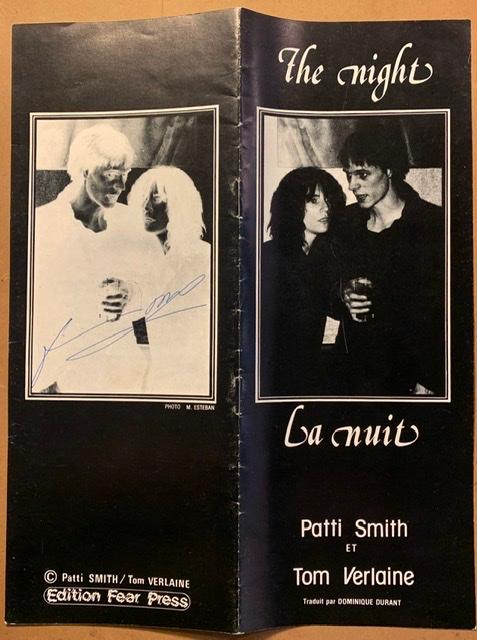 The night
La nuit
Patti Smith
ET
Tom Verlaine
Traduit par DOMINIQUE DURANT
PHOTO M. ESTEBAN
© Patti SMITH / Tom VERLAINE
Edition Fear Press